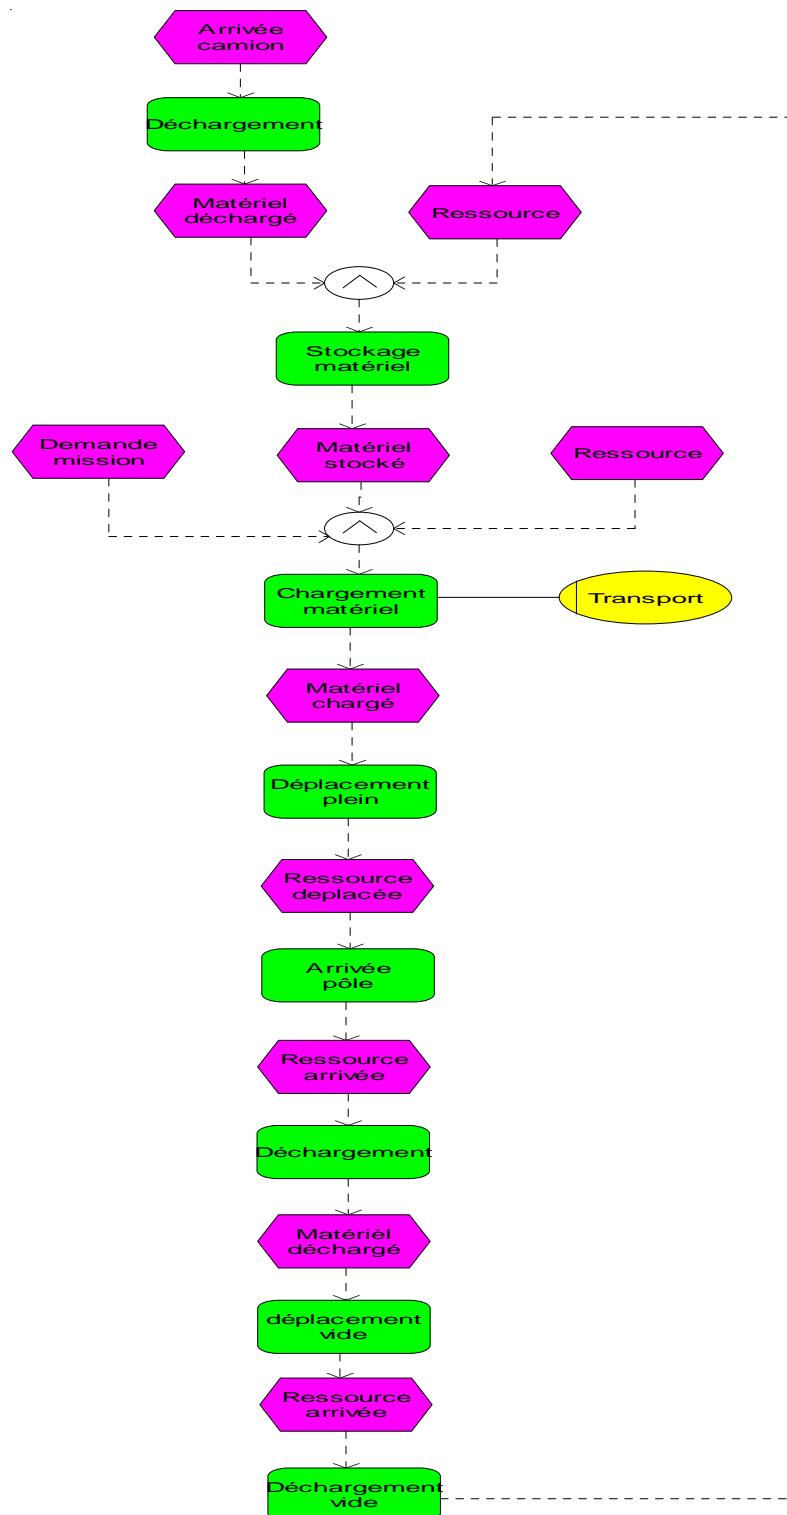 Arrivée
camion
Déchargement
Matériel
déchargé
Ressource
Stockage
matériel
Demande
mission
Matériel
stocké
Ressource
Chargement
matériel
Transport
Matériel
chargé
Déplacement
plein
Ressource
deplacée
Arrivée
pôle
Ressource
arrivée
Déchargement
Matérièl
déchargé
déplacement
vide
Ressource
arrivée
Déchargement
vide